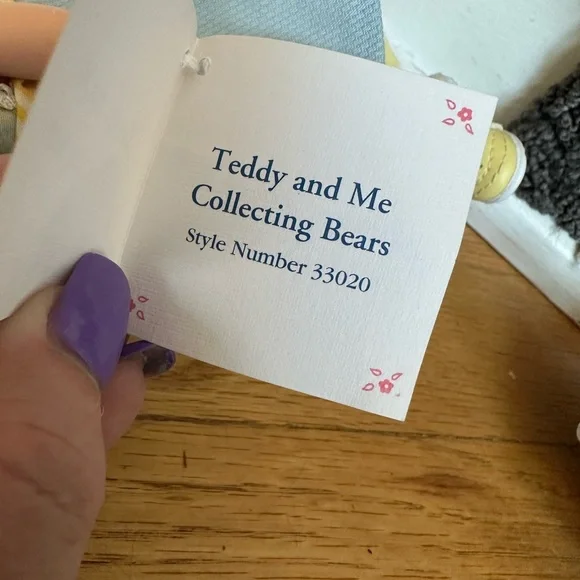 Teddy and Me
Collecting Bears
Style Number 33020